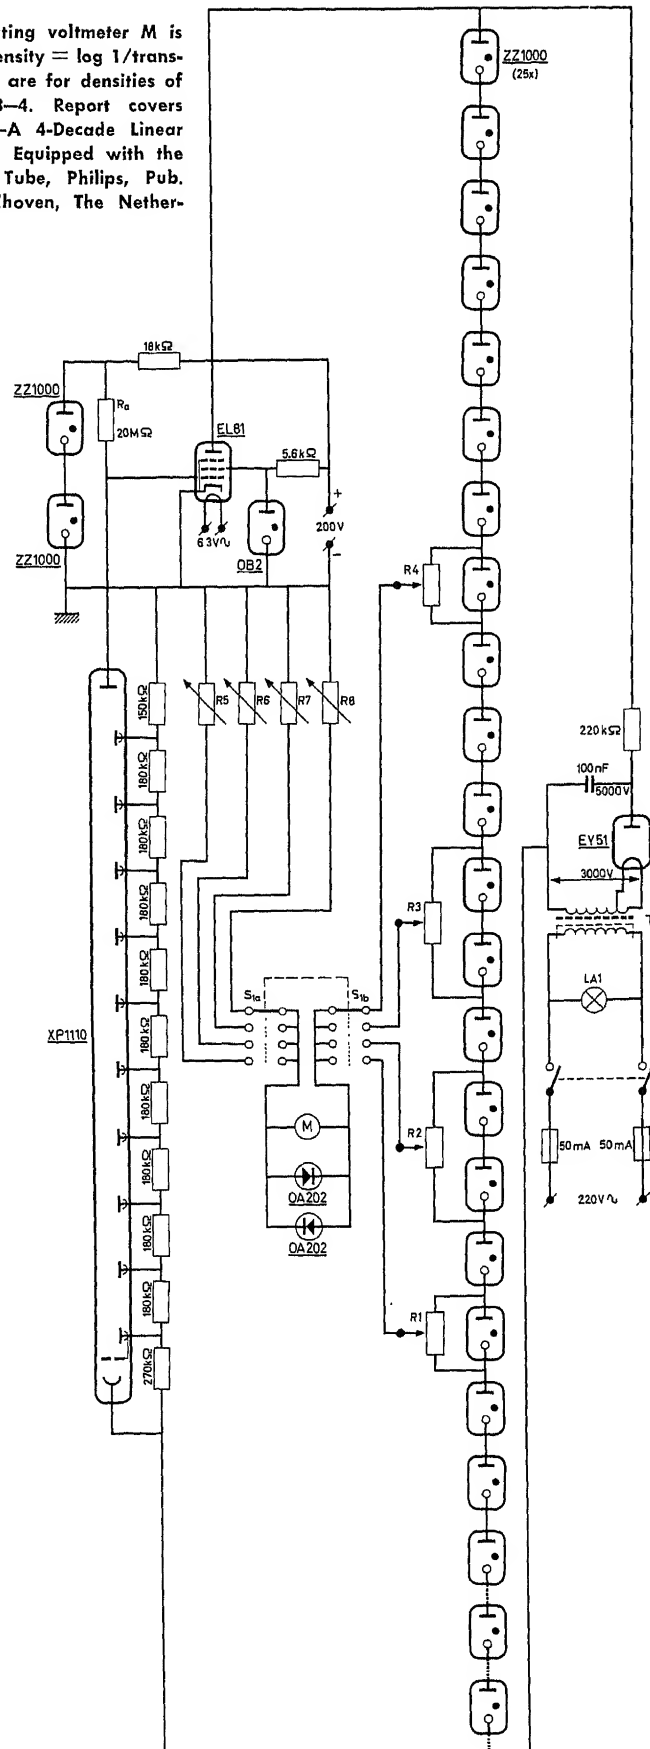 ting voltmeter M is
ensity = log 1/trans-
are for densities of
3–4. Report covers
–A 4-Decade Linear
Equipped with the
Tube, Philips, Pub.
hoven, The Nether-
ZZ1000
(25x)
18kΩ
ZZ1000
Ra
20MΩ
EL81
5.6kΩ
+
200V
–
6.3V∿
0B2
ZZ1000
R4
150kΩ
R5
R6
R7
R8
180kΩ
180kΩ
180kΩ
180kΩ
180kΩ
180kΩ
180kΩ
180kΩ
180kΩ
270kΩ
XP1110
220kΩ
100nF
5000V
EY51
3000V
R3
LA1
S1a
S1b
M
OA202
OA202
R2
50mA
50mA
220V∿
R1